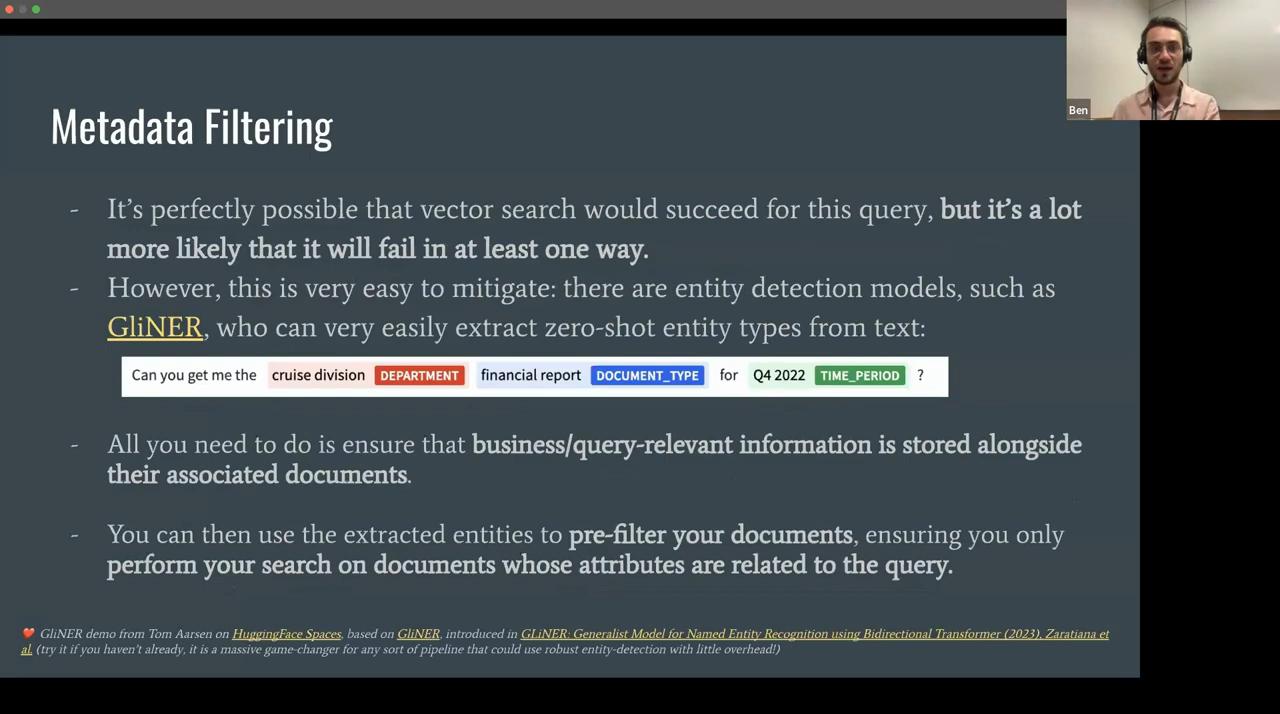 Ben
Metadata Filtering
- It's perfectly possible that vector search would succeed for this query, but it's a lot
more likely that it will fail in at least one way.
- However, this is very easy to mitigate: there are entity detection models, such as
GliNER, who can very easily extract zero-shot entity types from text:
Can you get me the cruise division DEPARTMENT financial report DOCUMENT_TYPE for Q4 2022 TIME_PERIOD ?
- All you need to do is ensure that business/query-relevant information is stored alongside
their associated documents.
- You can then use the extracted entities to pre-filter your documents, ensuring you only
perform your search on documents whose attributes are related to the query.
❤️ GliNER demo from Tom Aarsen on HuggingFace Spaces, based on GliNER, introduced in GLiNER: Generalist Model for Named Entity Recognition using Bidirectional Transformer (2023), Zaratiana et
al. (try it if you haven't already, it is a massive game-changer for any sort of pipeline that could use robust entity-detection with little overhead!)